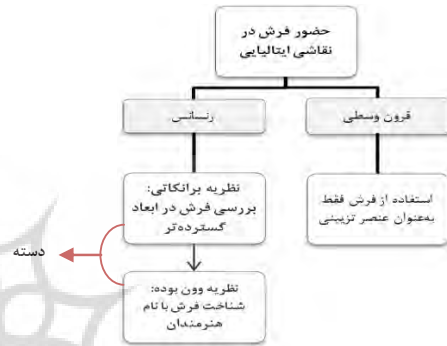 حضور فرش در
نقاشی ایتالیایی
قرون وسطی
رنسانس
استفاده از فرش فقط
به‌عنوان عنصر تزیینی
نظریه برانکاتی:
بررسی فرش در ابعاد
گسترده‌تر
دسته
نظریه وون بوده:
شناخت فرش با نام
هنرمندان